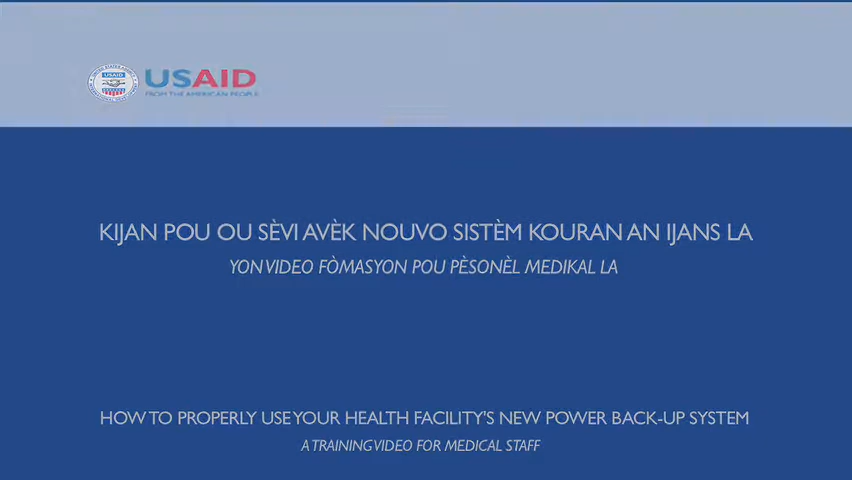 USAID
USAID
FROM THE AMERICAN PEOPLE
KIJAN POU OU SÈVI AVÈK NOUVO SISTÈM KOURAN AN IJANS LA
YON VIDEO FÒMASYON POU PÈSONÈL MEDIKAL LA
HOW TO PROPERLY USE YOUR HEALTH FACILITY'S NEW POWER BACK-UP SYSTEM
A TRAINING VIDEO FOR MEDICAL STAFF